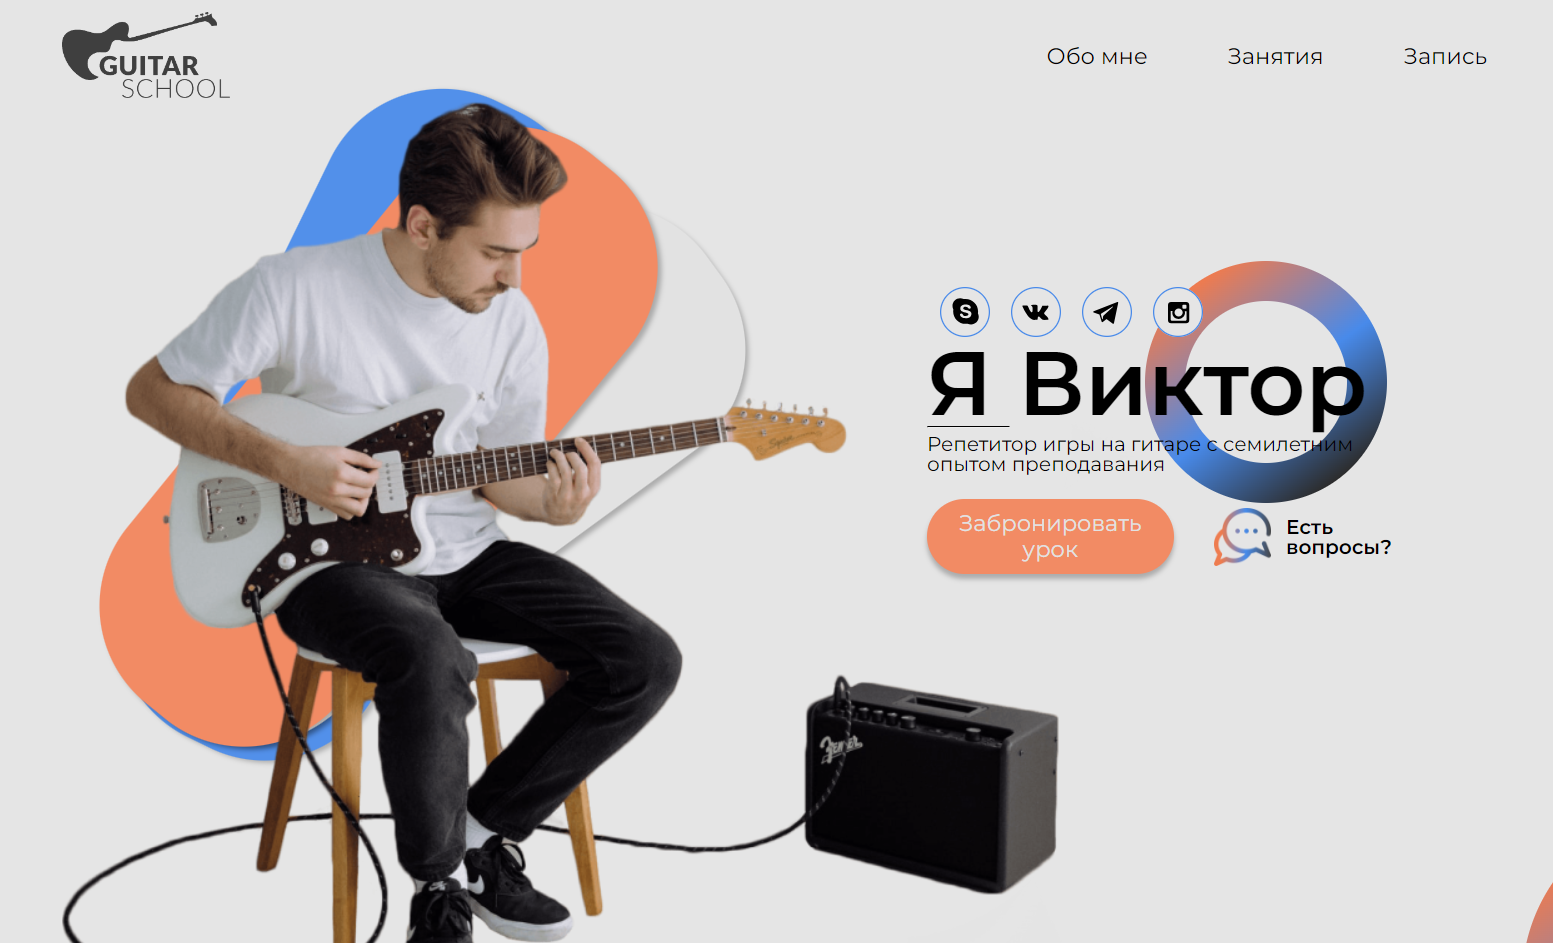 GUITAR
SCHOOL
Обо мне
Занятия
Запись
Я Виктор
Репетитор игры на гитаре с семилетним
опытом преподавания
Забронировать
урок
Есть
вопросы?
Fender